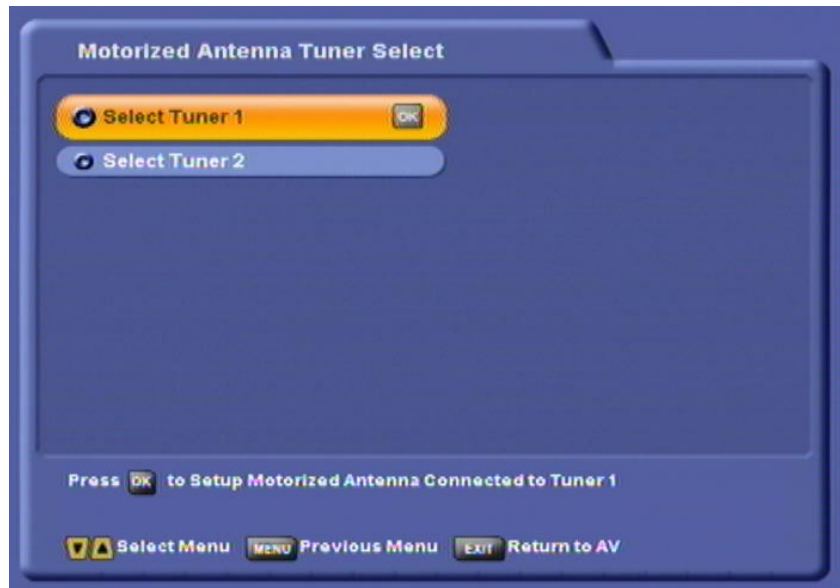 Motorized Antenna Tuner Select
Select Tuner 1 OK
Select Tuner 2
Press OK to Setup Motorized Antenna Connected to Tuner 1
Select Menu MENU Previous Menu EXIT Return to AV